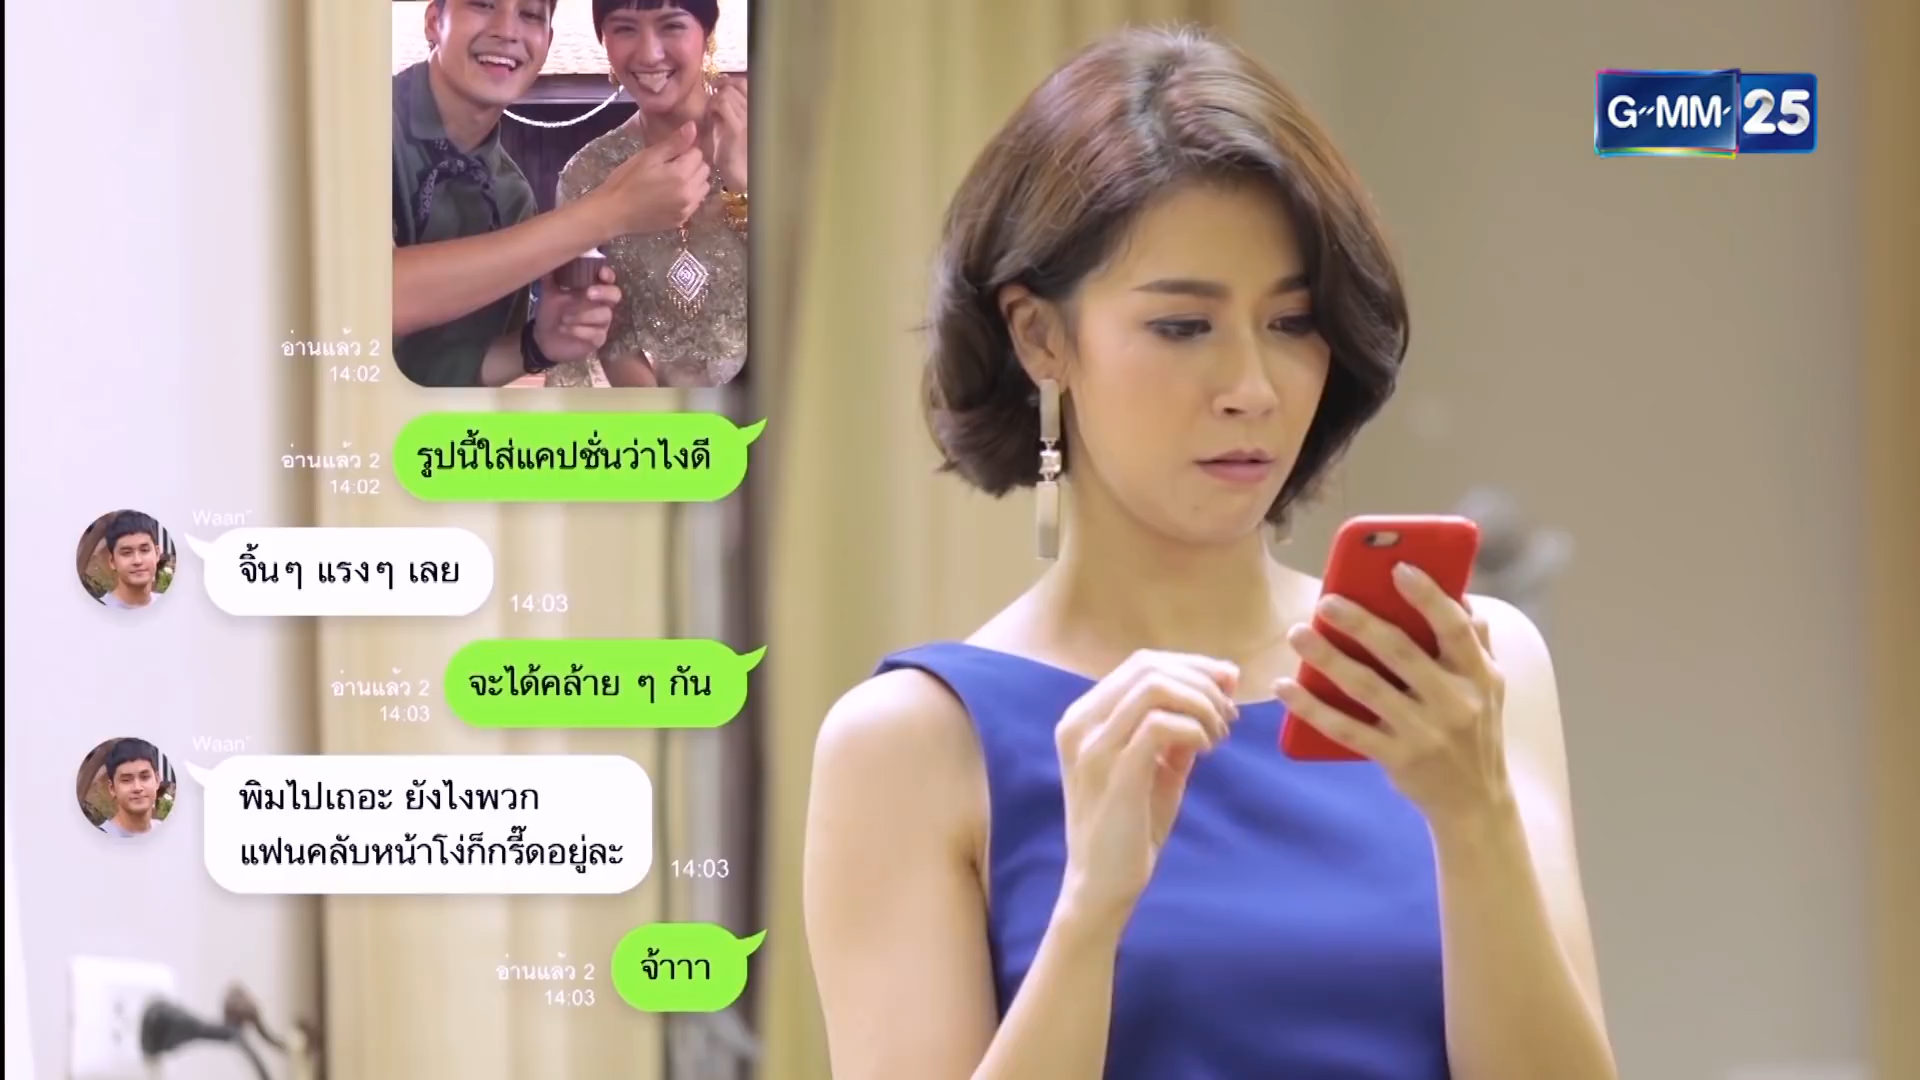 G"MM' 25
อ่านแล้ว 2
14:02
รูปนี้ใส่แคปชั่นว่าไงดี
อ่านแล้ว 2
14:02
Waan"
จิ้นๆ แรงๆ เลย
14:03
จะได้คล้าย ๆ กัน
อ่านแล้ว 2
14:03
Waan"
พิมไปเถอะ ยังไงพวก
แฟนคลับหน้าโง่ก็กรี๊ดอยู่ละ
14:03
จ้าาา
อ่านแล้ว 2
14:03